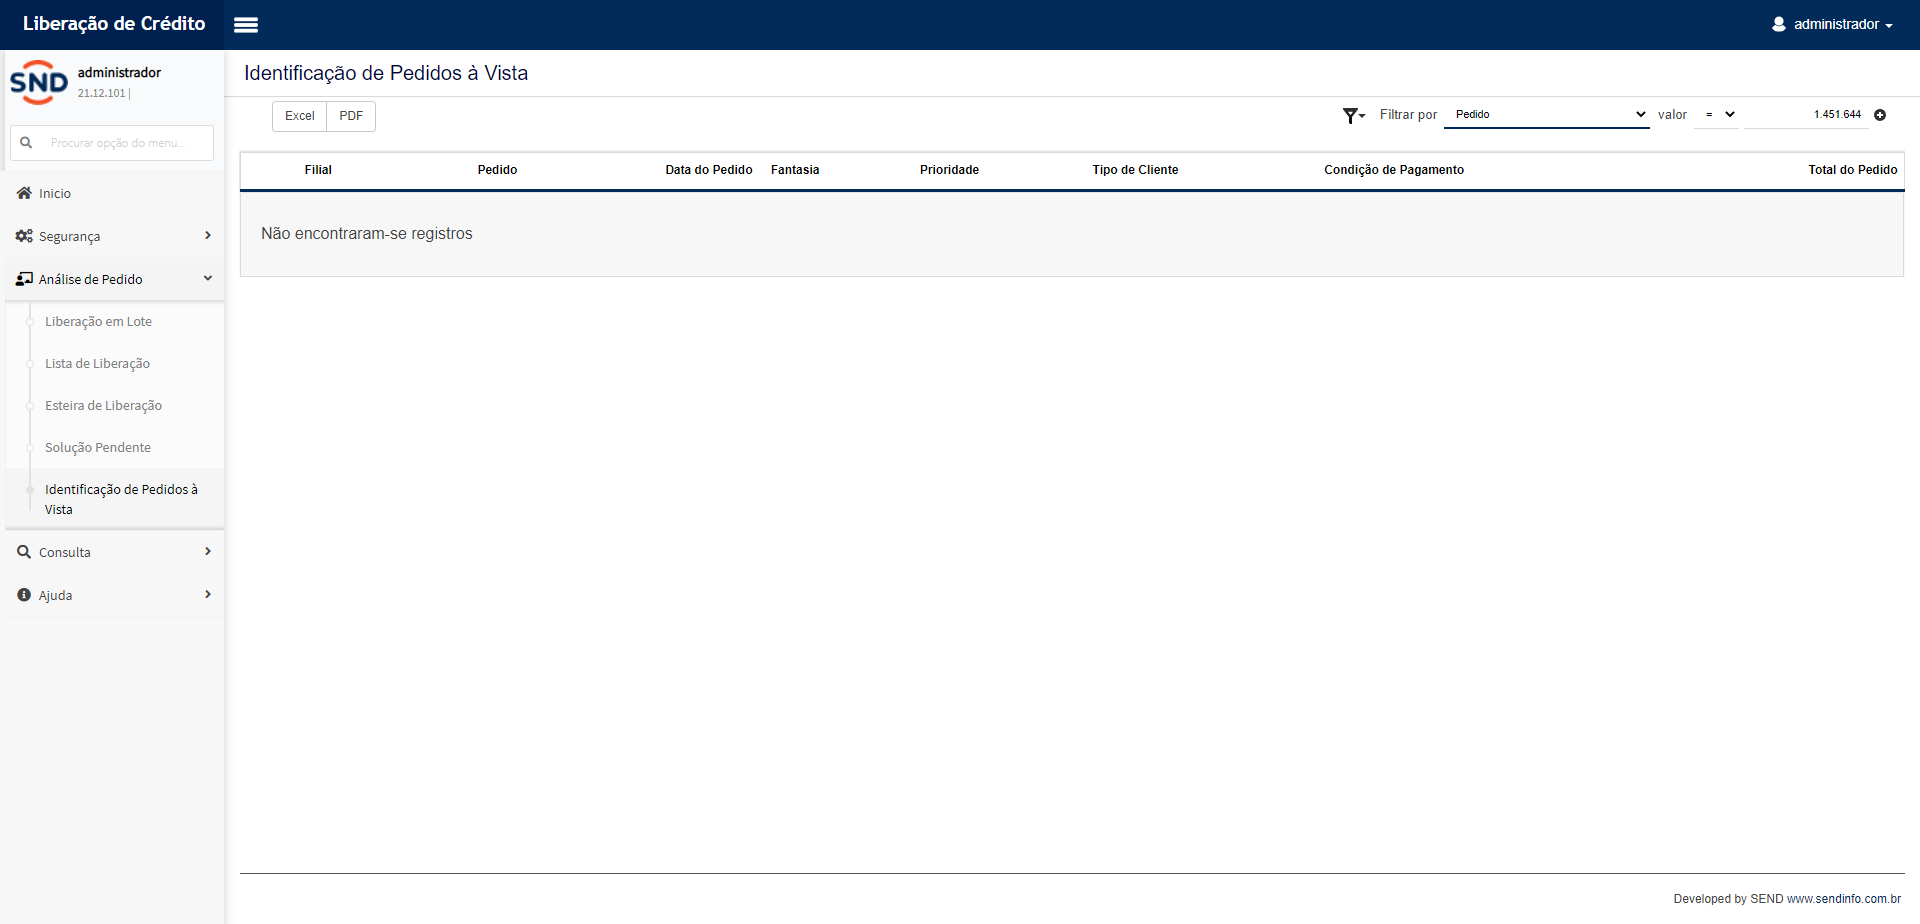 Liberação de Crédito
administrador
SND
administrador
21.12.101 |
Procurar opção do menu...
Inicio
Segurança
Análise de Pedido
Liberação em Lote
Lista de Liberação
Esteira de Liberação
Solução Pendente
Identificação de Pedidos à
Vista
Consulta
Ajuda
Identificação de Pedidos à Vista
Excel PDF
Filtrar por Pedido valor = 1.451.644
Filial Pedido Data do Pedido Fantasia Prioridade Tipo de Cliente Condição de Pagamento Total do Pedido
Não encontraram-se registros
Developed by SEND www.sendinfo.com.br